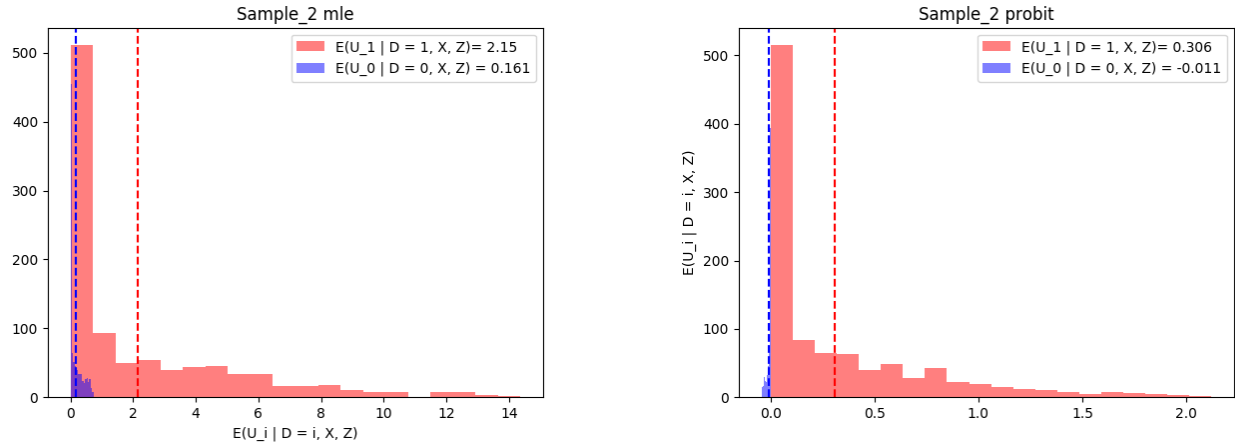 Sample_2 mle
500
400
300
200
100
0
E(U_1 | D = 1, X, Z)= 2.15
E(U_0 | D = 0, X, Z) = 0.161
0 2 4 6 8 10 12 14
E(U_i | D = i, X, Z)
Sample_2 probit
E(U_i | D = i, X, Z)
500
400
300
200
100
0
E(U_1 | D = 1, X, Z)= 0.306
E(U_0 | D = 0, X, Z) = -0.011
0.0 0.5 1.0 1.5 2.0